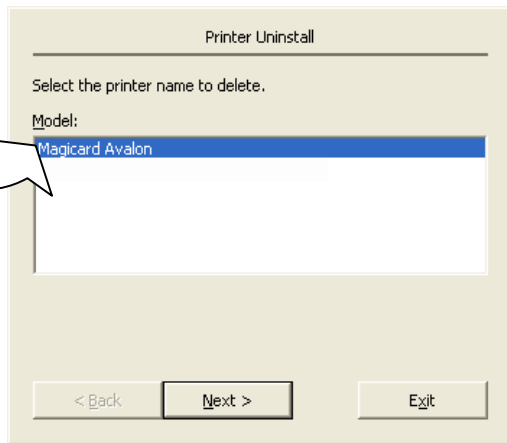 Printer Uninstall
Select the printer name to delete.
Model:
Magicard Avalon
< Back
Next >
Exit